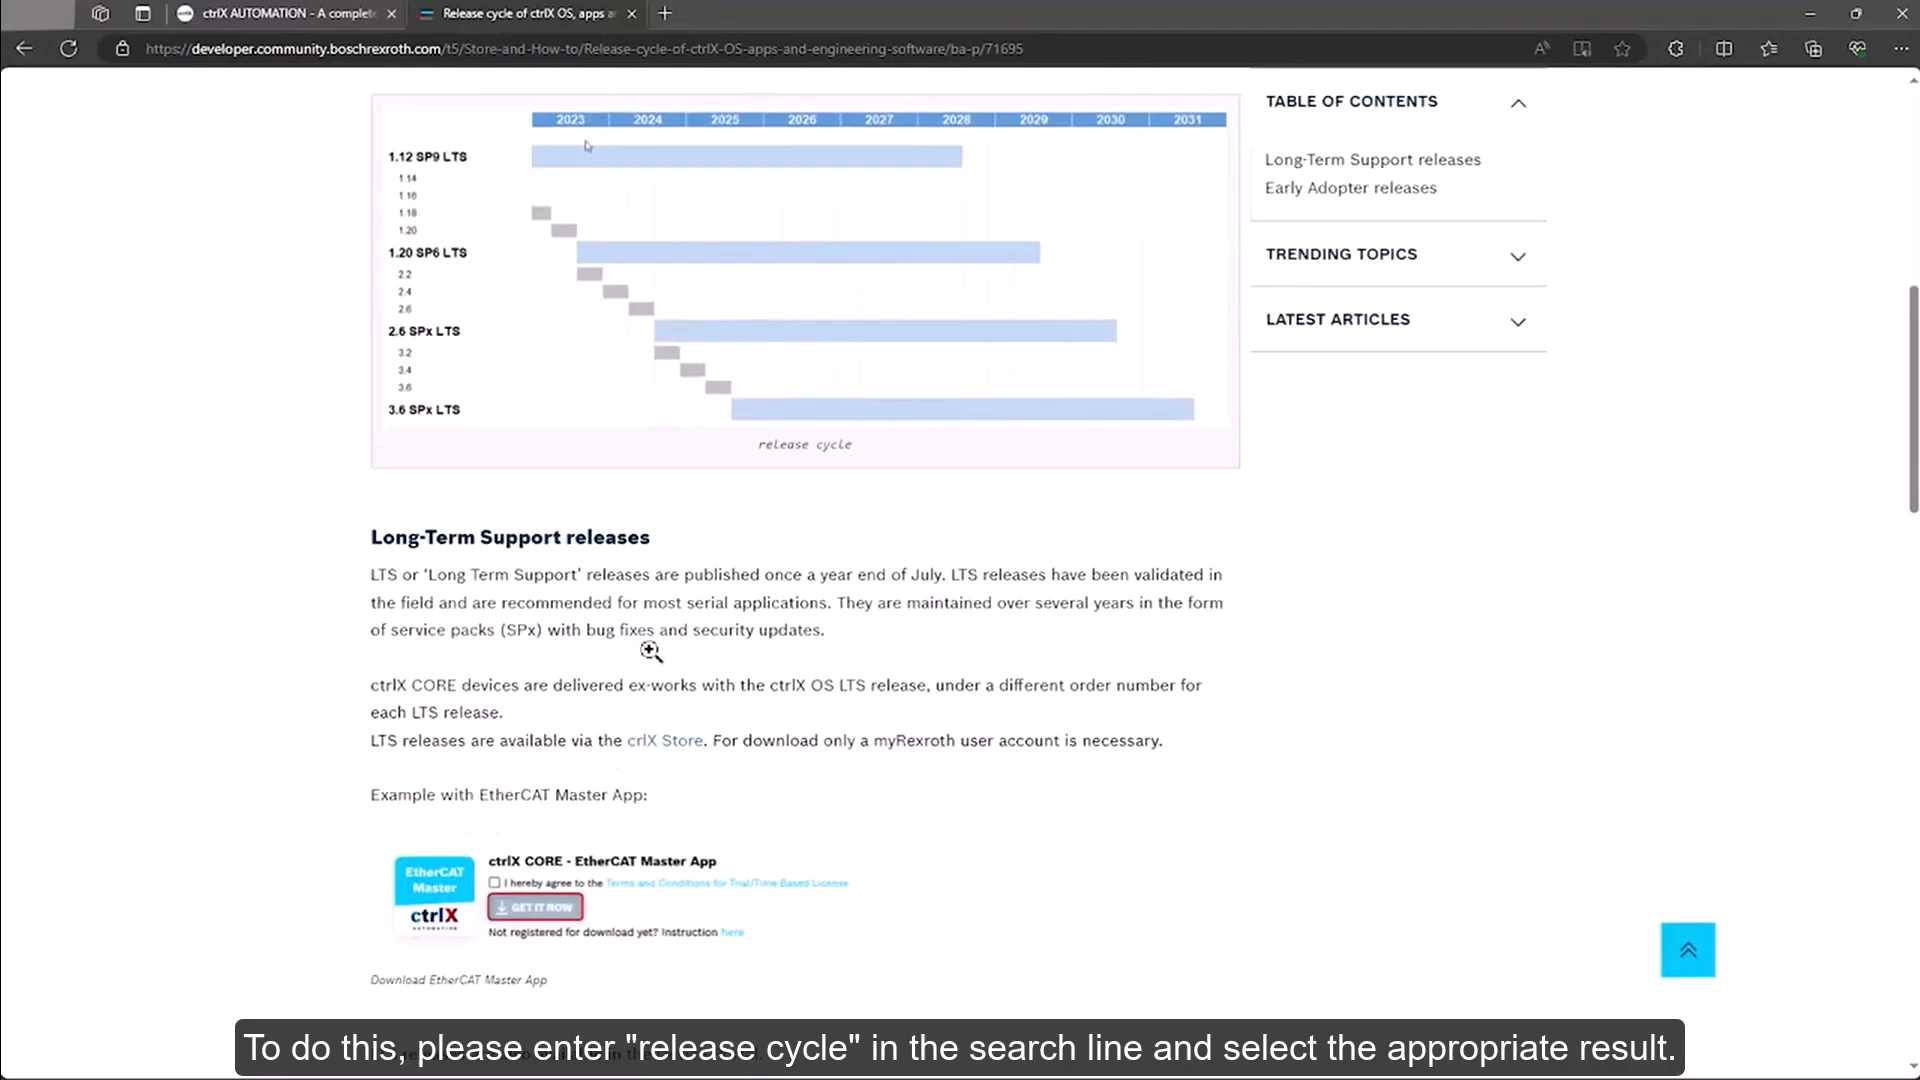 ctrlX AUTOMATION - A complete
Release cycle of ctrlX OS, apps a
https://developer.community.boschrexroth.com/t5/Store-and-How-to/Release-cycle-of-ctrlX-OS-apps-and-engineering-software/ba-p/71695
2023 2024 2025 2026 2027 2028 2029 2030 2031
1.12 SP9 LTS
1.14
1.16
1.18
1.20
1.20 SP6 LTS
2.2
2.4
2.6
2.6 SPx LTS
3.2
3.4
3.6
3.6 SPx LTS
release cycle
TABLE OF CONTENTS
Long-Term Support releases
Early Adopter releases
TRENDING TOPICS
LATEST ARTICLES
Long-Term Support releases
LTS or ‘Long Term Support’ releases are published once a year end of July. LTS releases have been validated in
the field and are recommended for most serial applications. They are maintained over several years in the form
of service packs (SPx) with bug fixes and security updates.
ctrlX CORE devices are delivered ex-works with the ctrlX OS LTS release, under a different order number for
each LTS release.
LTS releases are available via the crlX Store. For download only a myRexroth user account is necessary.
Example with EtherCAT Master App:
EtherCAT
Master
ctrlX
AUTOMATION
ctrlX CORE - EtherCAT Master App
I hereby agree to the Terms and Conditions for Trial/Time Based License
GET IT NOW
Not registered for download yet? Instruction here
Download EtherCAT Master App
To do this, please enter "release cycle" in the search line and select the appropriate result.